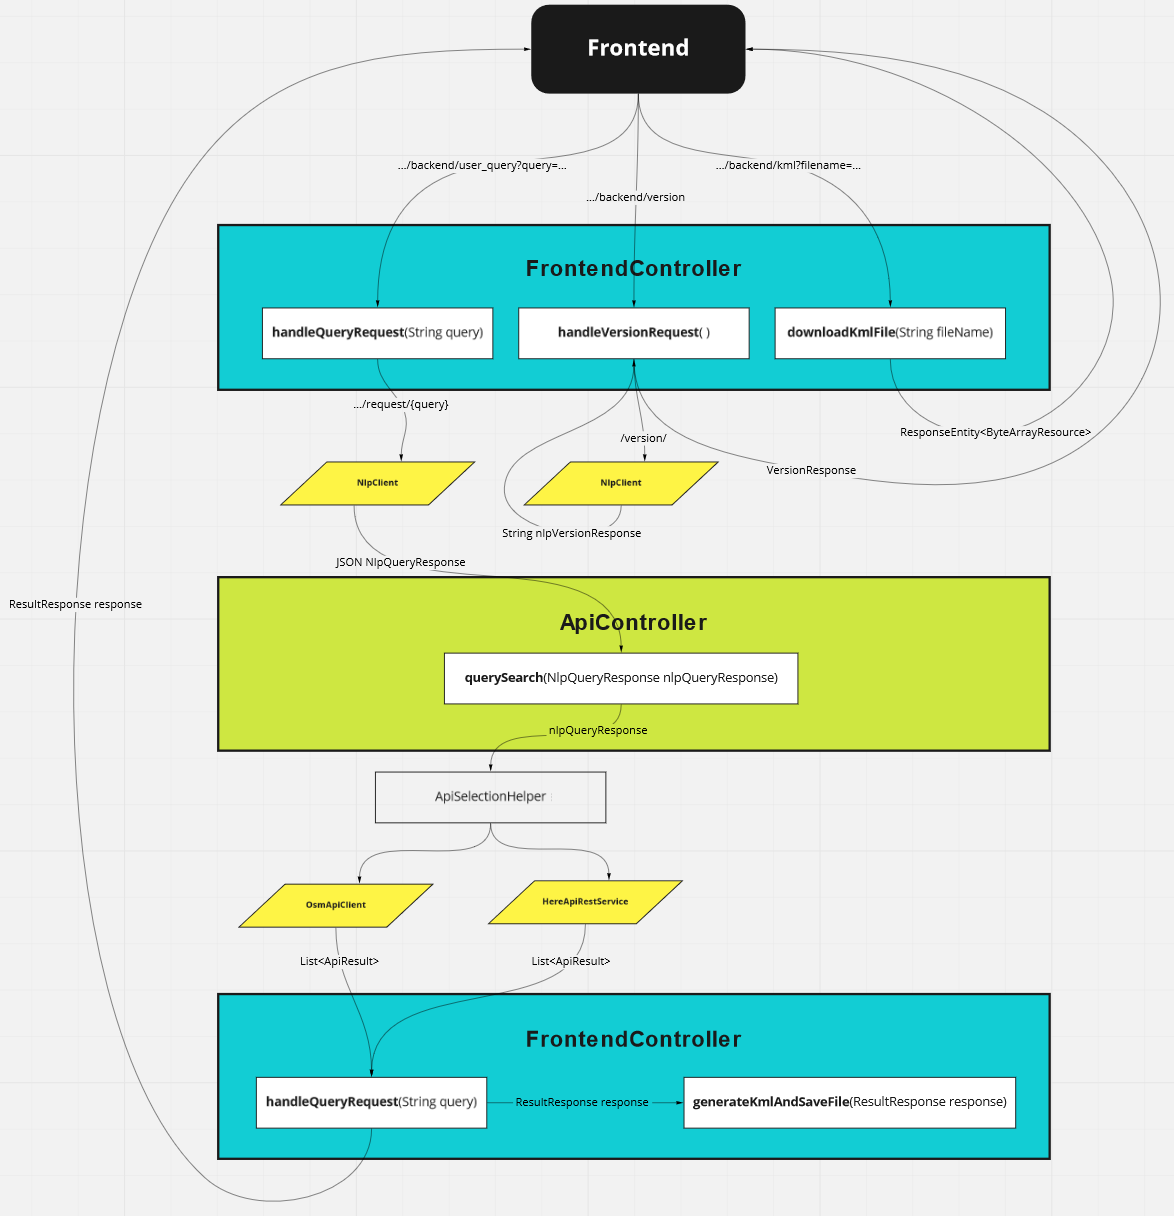 Frontend
.../backend/user_query?query=...
.../backend/kml?filename=...
.../backend/version
FrontendController
handleQueryRequest(String query)
handleVersionRequest( )
downloadKmlFile(String fileName)
.../request/{query}
/version/
ResponseEntity<ByteArrayResource>
VersionResponse
NlpClient
NlpClient
String nlpVersionResponse
JSON NlpQueryResponse
ResultResponse response
ApiController
querySearch(NlpQueryResponse nlpQueryResponse)
nlpQueryResponse
ApiSelectionHelper
OsmApiClient
HereApiRestService
List<ApiResult>
List<ApiResult>
FrontendController
handleQueryRequest(String query)
ResultResponse response
generateKmlAndSaveFile(ResultResponse response)